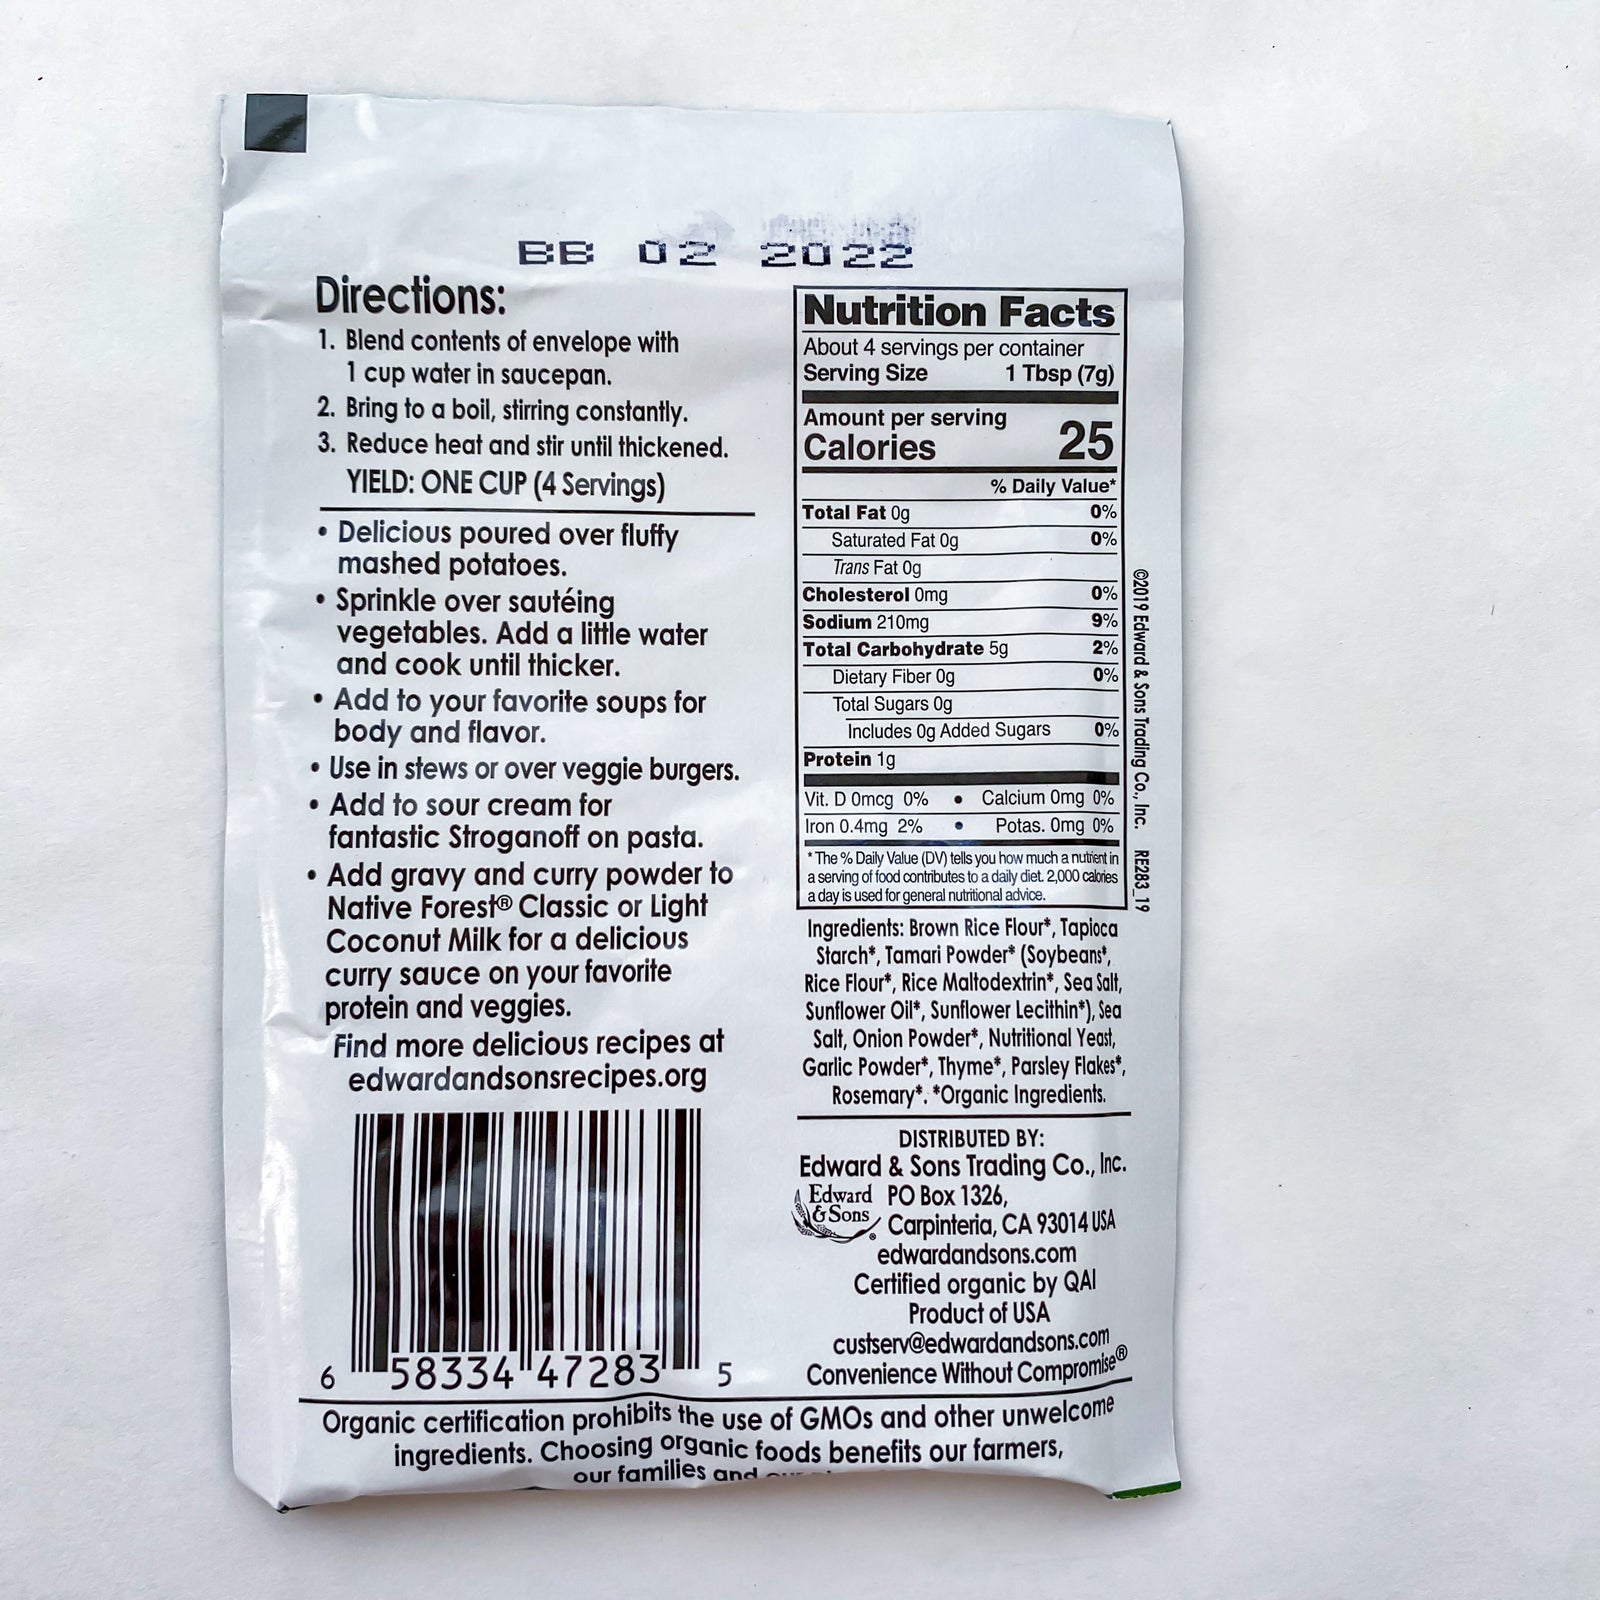 BB 02 2022
Directions:
1. Blend contents of envelope with
1 cup water in saucepan.
2. Bring to a boil, stirring constantly.
3. Reduce heat and stir until thickened.
YIELD: ONE CUP (4 Servings)
• Delicious poured over fluffy
mashed potatoes.
• Sprinkle over sautéing
vegetables. Add a little water
and cook until thicker.
• Add to your favorite soups for
body and flavor.
• Use in stews or over veggie burgers.
• Add to sour cream for
fantastic Stroganoff on pasta.
• Add gravy and curry powder to
Native Forest® Classic or Light
Coconut Milk for a delicious
curry sauce on your favorite
protein and veggies.
Find more delicious recipes at
edwardandsonsrecipes.org
6 58334 47283 5
Nutrition Facts
About 4 servings per container
Serving Size 1 Tbsp (7g)
Amount per serving
Calories 25
% Daily Value*
Total Fat 0g 0%
Saturated Fat 0g 0%
Trans Fat 0g
Cholesterol 0mg 0%
Sodium 210mg 9%
Total Carbohydrate 5g 2%
Dietary Fiber 0g 0%
Total Sugars 0g
Includes 0g Added Sugars 0%
Protein 1g
Vit. D 0mcg 0% • Calcium 0mg 0%
Iron 0.4mg 2% • Potas. 0mg 0%
* The % Daily Value (DV) tells you how much a nutrient in
a serving of food contributes to a daily diet. 2,000 calories
a day is used for general nutritional advice.
©2019 Edward & Sons Trading Co., Inc. RE283_19
Ingredients: Brown Rice Flour*, Tapioca
Starch*, Tamari Powder* (Soybeans*,
Rice Flour*, Rice Maltodextrin*, Sea Salt,
Sunflower Oil*, Sunflower Lecithin*), Sea
Salt, Onion Powder*, Nutritional Yeast,
Garlic Powder*, Thyme*, Parsley Flakes*,
Rosemary*. *Organic Ingredients.
DISTRIBUTED BY:
Edward & Sons Trading Co., Inc.
Edward
& Sons ®
PO Box 1326,
Carpinteria, CA 93014 USA
edwardandsons.com
Certified organic by QAI
Product of USA
custserv@edwardandsons.com
Convenience Without Compromise®
Organic certification prohibits the use of GMOs and other unwelcome
ingredients. Choosing organic foods benefits our farmers,
our families and